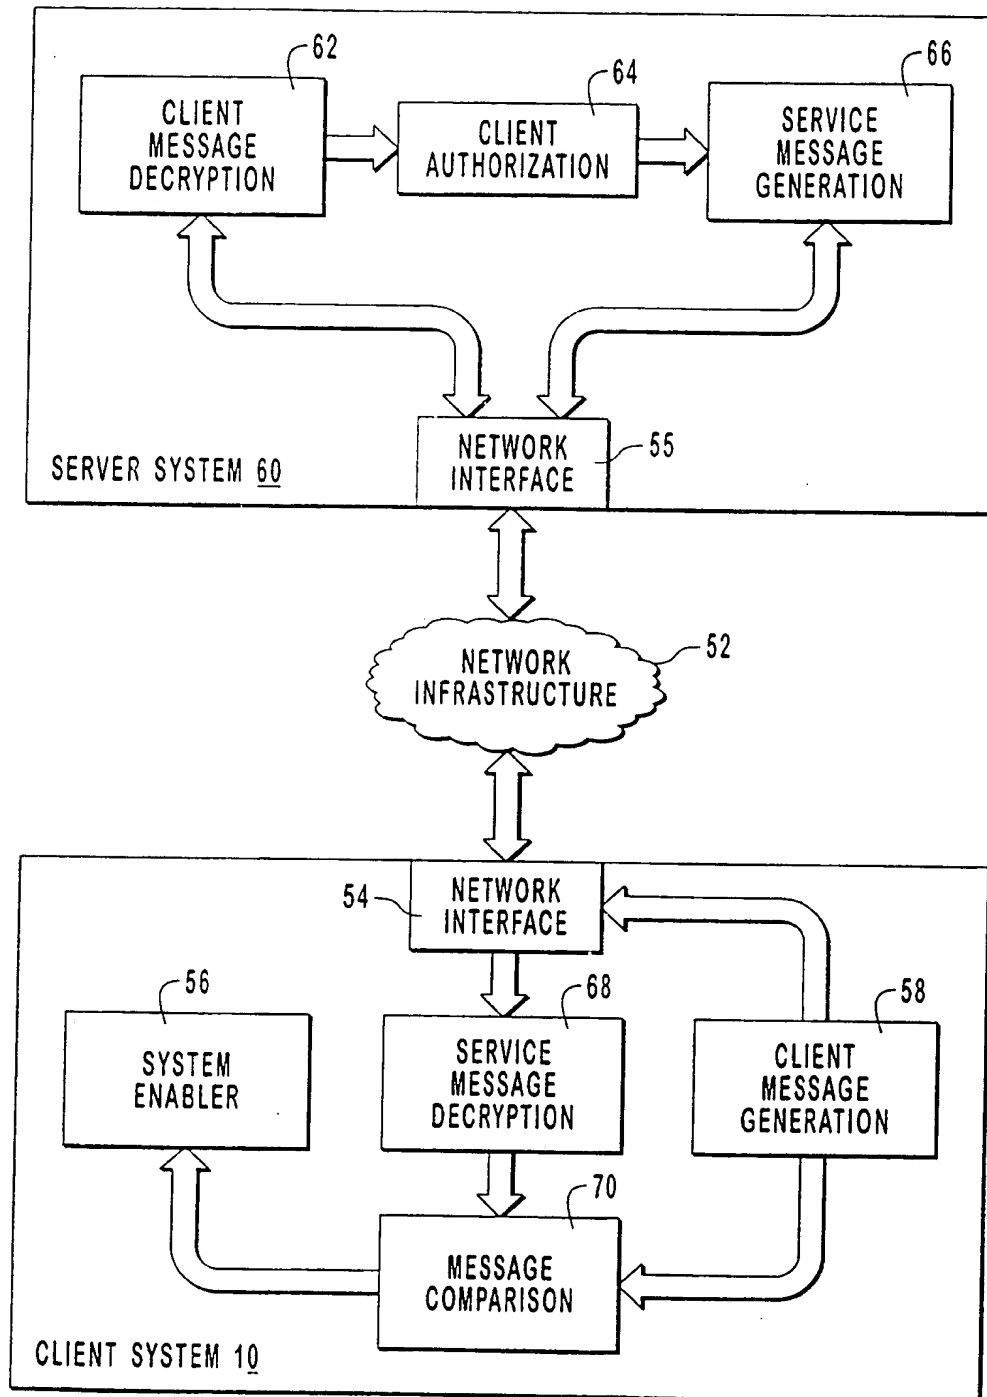 62
CLIENT
MESSAGE
DECRYPTION
64
CLIENT
AUTHORIZATION
66
SERVICE
MESSAGE
GENERATION
NETWORK
INTERFACE
55
SERVER SYSTEM 60
NETWORK
INFRASTRUCTURE
52
54
NETWORK
INTERFACE
56
SYSTEM
ENABLER
68
SERVICE
MESSAGE
DECRYPTION
58
CLIENT
MESSAGE
GENERATION
70
MESSAGE
COMPARISON
CLIENT SYSTEM 10